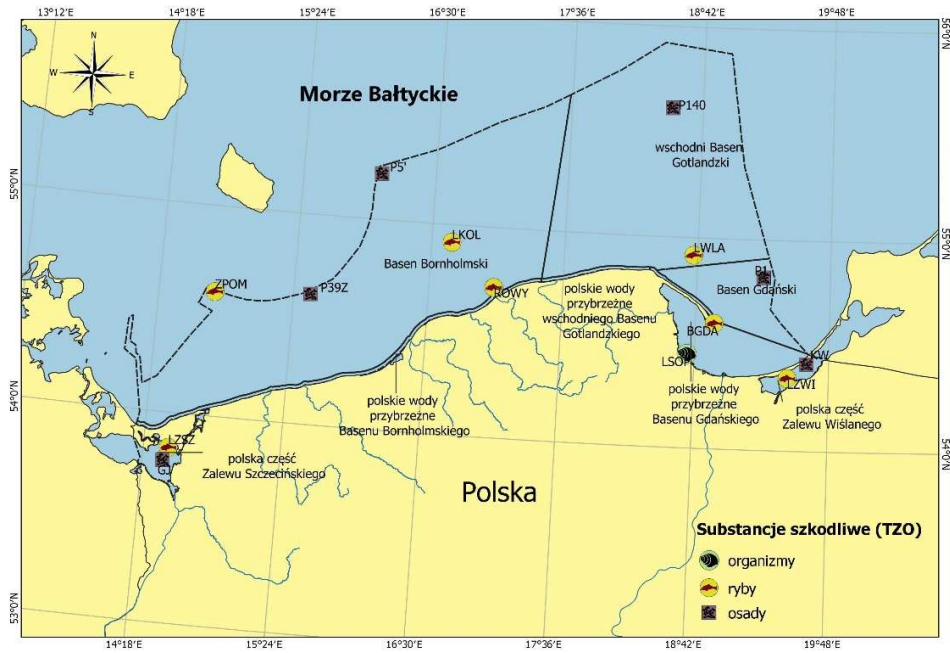 13°12'E
14°18'E
15°24'E
16°30'E
17°36'E
18°42'E
19°48'E
N
W
E
S
Morze Bałtyckie
P140
wschodni Basen
Gotlandzki
P5'
55°0'N
LKOL
Basen Bornholmski
LWLA
ZPOM
P39Z
ROWY
P1
Basen Gdański
polskie wody
przybrzeżne
wschodniego Basenu
Gotlandzkiego
BGDA
KW
54°0'N
polskie wody
przybrzeżne
Basenu Bornholmskiego
polskie wody
przybrzeżne
Basenu Gdańskiego
LZWI
polska część
Zalewu Wiślanego
LZSZ
polska część
Zalewu Szczecińskiego
54°0'N
Polska
Substancje szkodliwe (TZO)
organizmy
ryby
osady
53°0'N
14°18'E
15°24'E
16°30'E
17°36'E
18°42'E
19°48'E